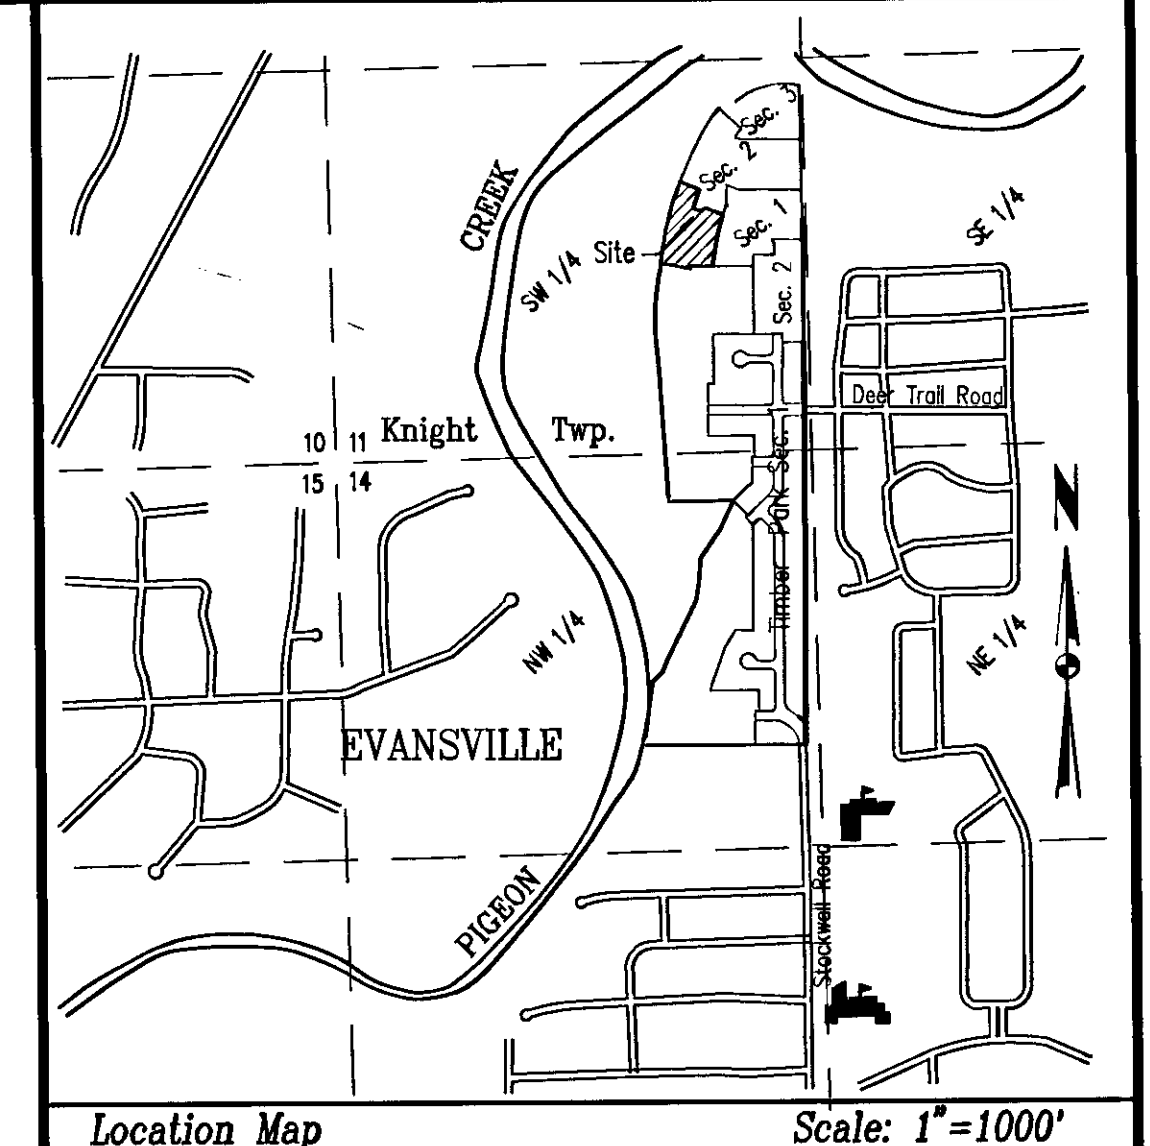 Sec. 3
Sec. 2
CREEK
Sec. 1
SE 1/4
Site
SW 1/4
Sec. 2
Deer Trail Road
10 11 Knight Twp.
15 14
Timber Park Sec. 1
N
NW 1/4
NE 1/4
EVANSVILLE
PIGEON
Stockwell Road
Location Map
Scale: 1"=1000'